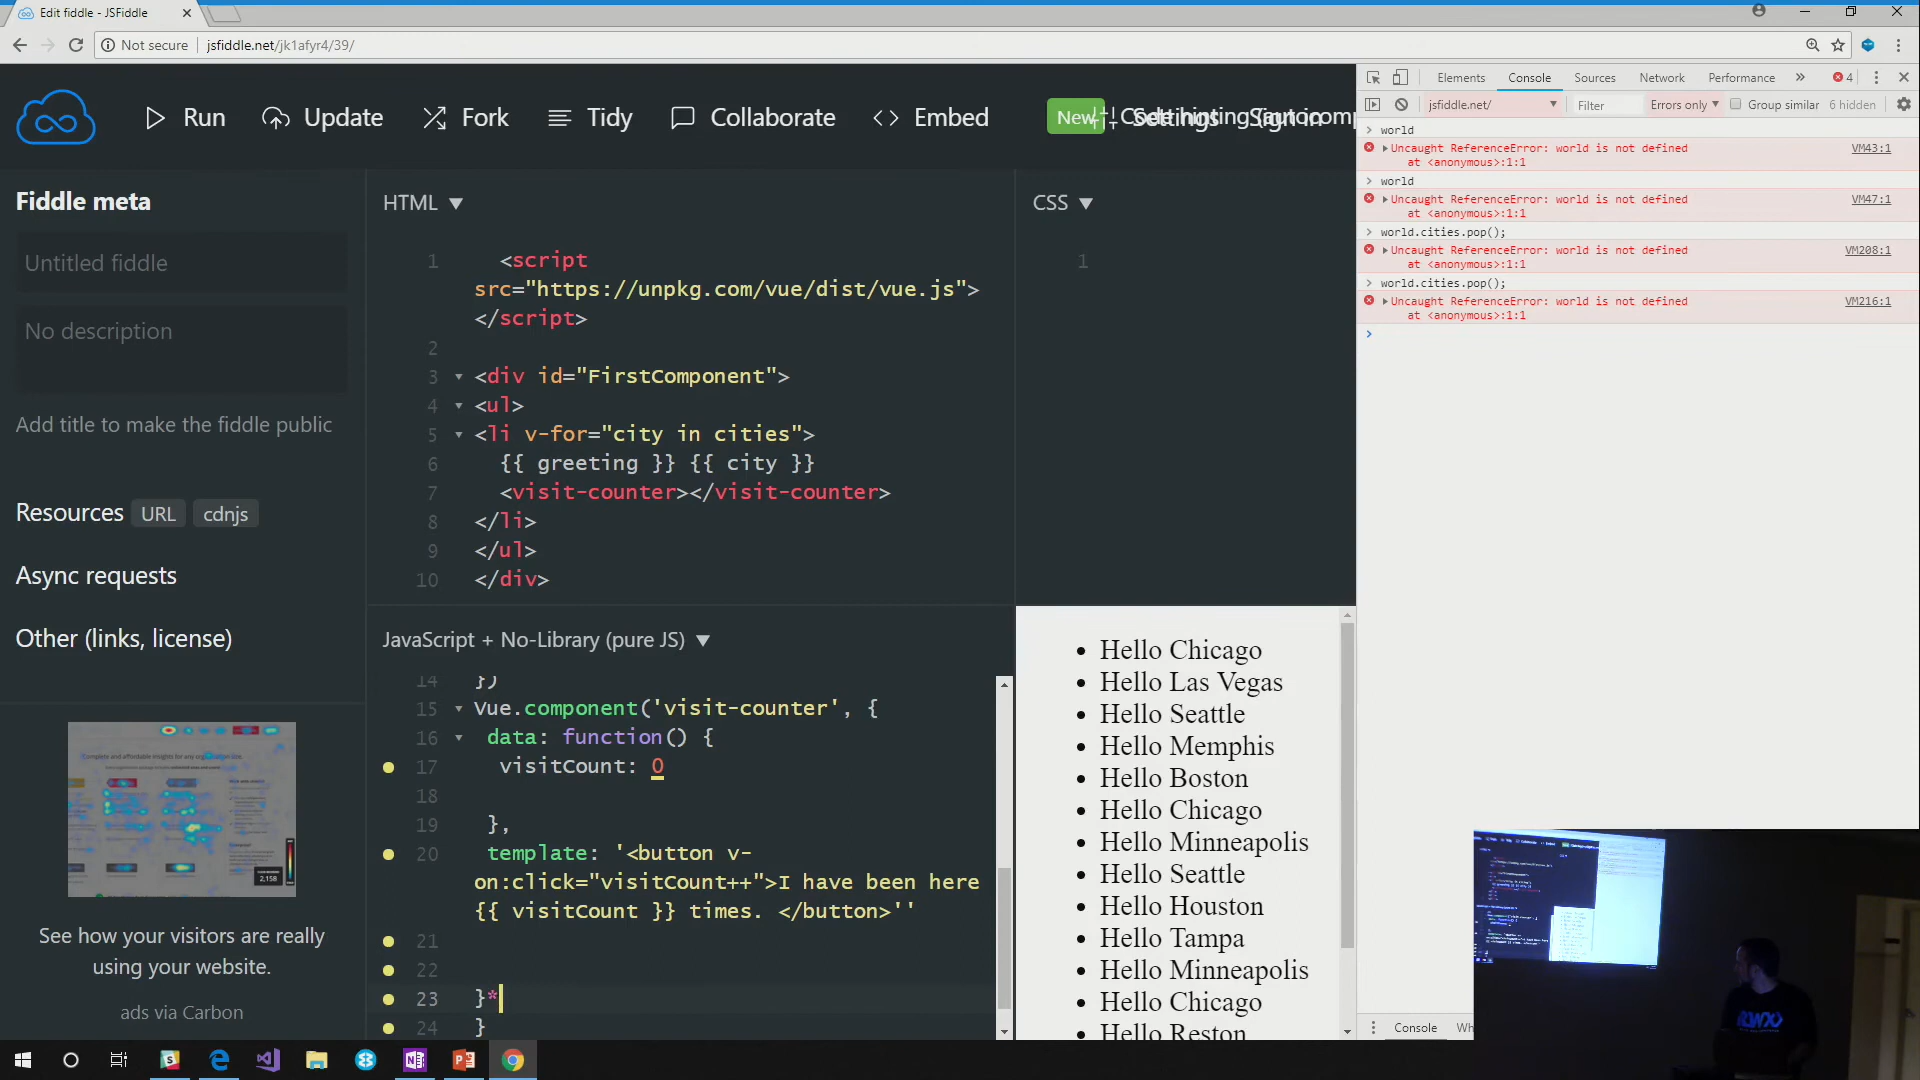 Edit fiddle - JSFiddle
Not secure
jsfiddle.net/jk1afyr4/39/
Run
Update
Fork
Tidy
Collaborate
Embed
New
Code hinting (autocomp
Settings
Sign in
Fiddle meta
Untitled fiddle
No description
Add title to make the fiddle public
Resources URL cdnjs
Async requests
Other (links, license)
See how your visitors are really
using your website.
ads via Carbon
HTML ▼
1 <script
src="https://unpkg.com/vue/dist/vue.js">
</script>
2
3 <div id="FirstComponent">
4 <ul>
5 <li v-for="city in cities">
6 {{ greeting }} {{ city }}
7 <visit-counter></visit-counter>
8 </li>
9 </ul>
10 </div>
CSS ▼
1
JavaScript + No-Library (pure JS) ▼
14 })
15 Vue.component('visit-counter', {
16 data: function() {
17 visitCount: 0
18
19 },
20 template: '<button v-
on:click="visitCount++">I have been here
{{ visitCount }} times. </button>''
21
22
23 }*
24 }
Hello Chicago
Hello Las Vegas
Hello Seattle
Hello Memphis
Hello Boston
Hello Chicago
Hello Minneapolis
Hello Seattle
Hello Houston
Hello Tampa
Hello Minneapolis
Hello Chicago
Hello Reston
Elements
Console
Sources
Network
Performance
4
jsfiddle.net/
Filter
Errors only
Group similar
6 hidden
world
Uncaught ReferenceError: world is not defined VM43:1
at <anonymous>:1:1
world
Uncaught ReferenceError: world is not defined VM47:1
at <anonymous>:1:1
world.cities.pop();
Uncaught ReferenceError: world is not defined VM208:1
at <anonymous>:1:1
world.cities.pop();
Uncaught ReferenceError: world is not defined VM216:1
at <anonymous>:1:1
Console
Wh